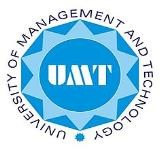 UNIVERSITY OF MANAGEMENT AND TECHNOLOGY
UMT